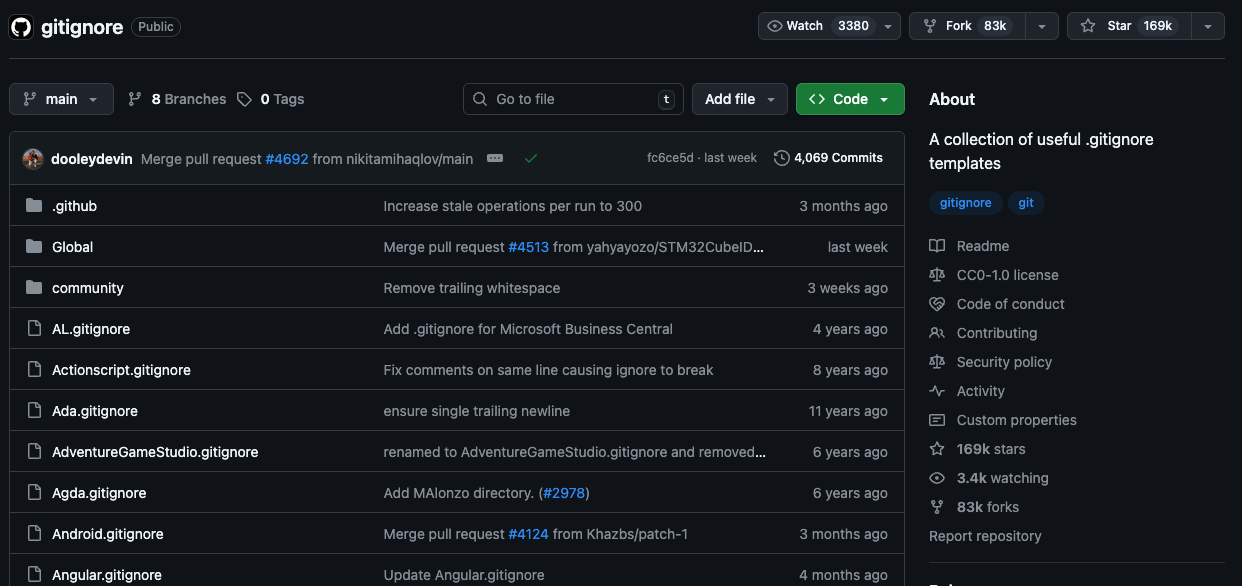 gitignore Public Watch 3380 Fork 83k Star 169k
main 8 Branches 0 Tags Go to file t Add file Code
dooleydevin Merge pull request #4692 from nikitamihaqlov/main fc6ce5d · last week 4,069 Commits
.github Increase stale operations per run to 300 3 months ago
Global Merge pull request #4513 from yahyayozo/STM32CubeID... last week
community Remove trailing whitespace 3 weeks ago
AL.gitignore Add .gitignore for Microsoft Business Central 4 years ago
Actionscript.gitignore Fix comments on same line causing ignore to break 8 years ago
Ada.gitignore ensure single trailing newline 11 years ago
AdventureGameStudio.gitignore renamed to AdventureGameStudio.gitignore and removed... 6 years ago
Agda.gitignore Add MAlonzo directory. (#2978) 6 years ago
Android.gitignore Merge pull request #4124 from Khazbs/patch-1 3 months ago
Angular.gitignore Update Angular.gitignore 4 months ago
About
A collection of useful .gitignore
templates
gitignore git
Readme
CC0-1.0 license
Code of conduct
Contributing
Security policy
Activity
Custom properties
169k stars
3.4k watching
83k forks
Report repository